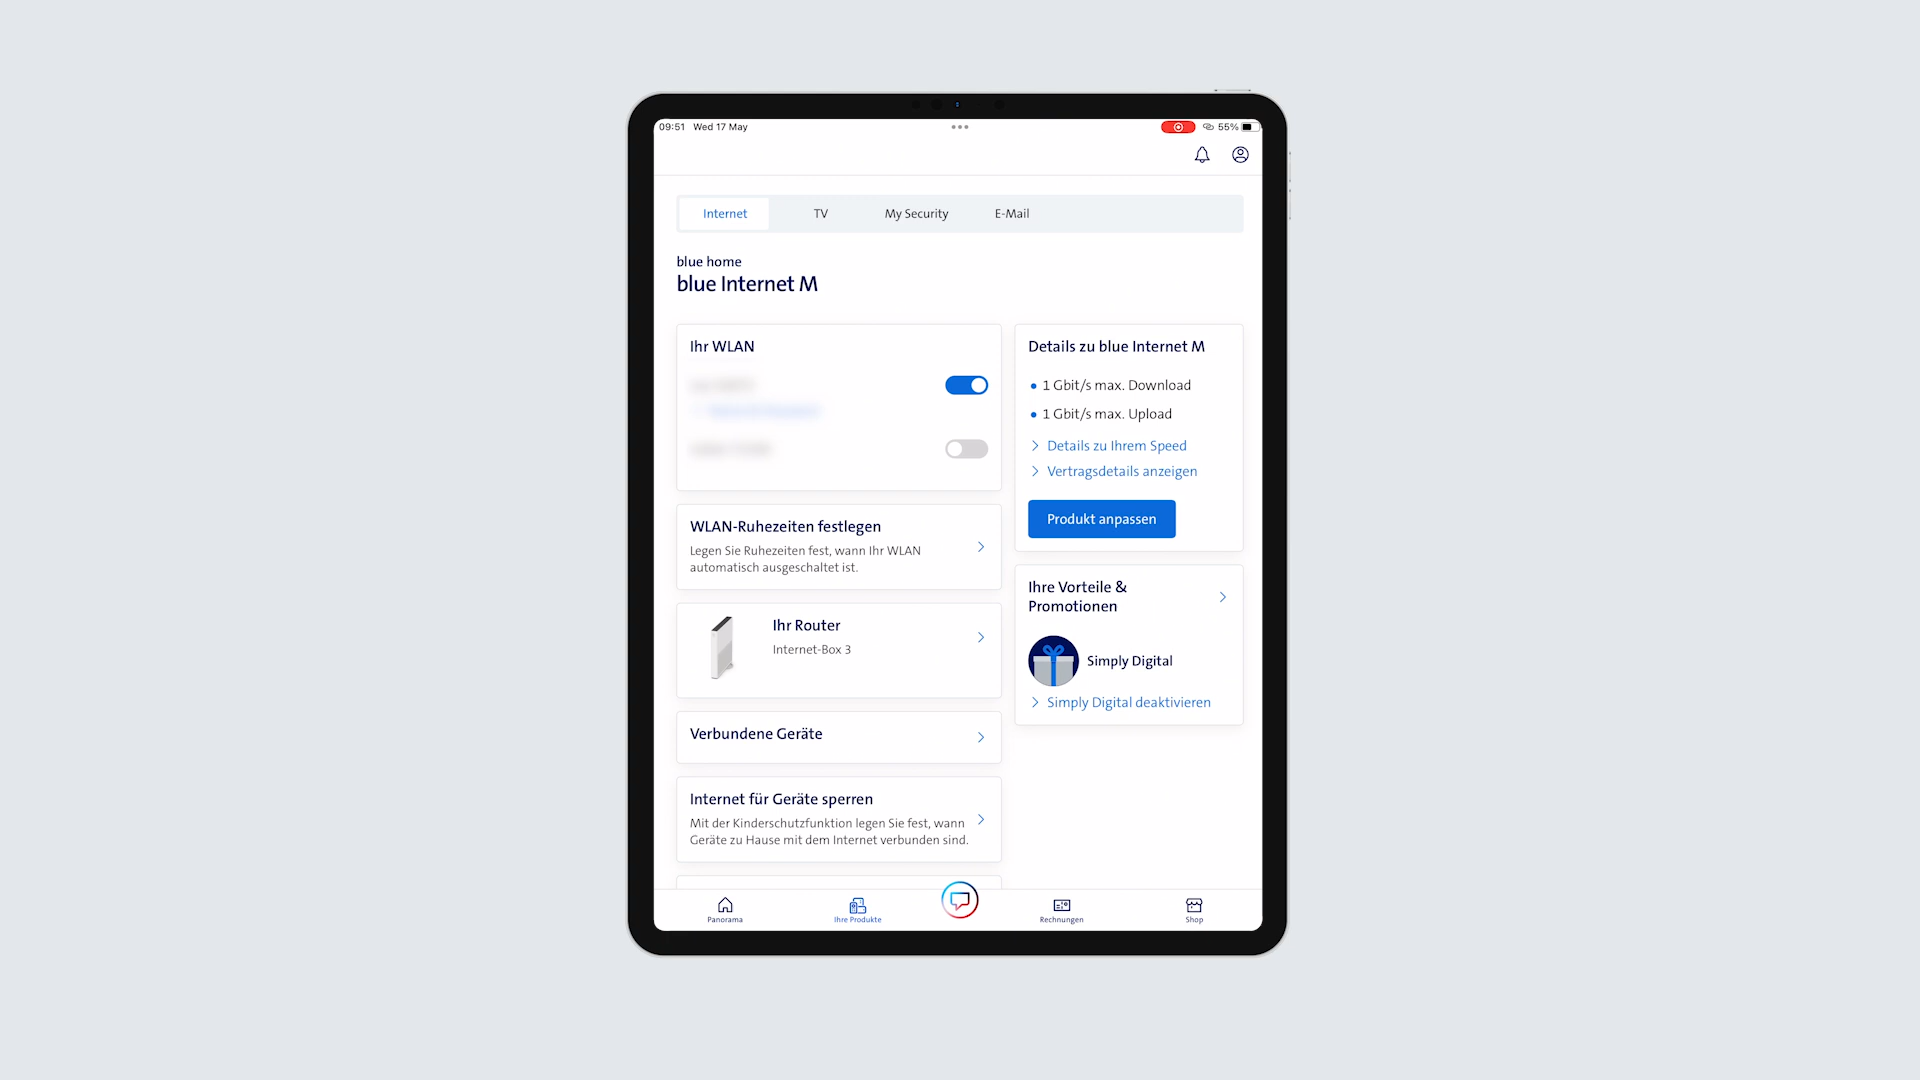 09:51 Wed 17 May
55%
Internet TV My Security E-Mail
blue home
blue Internet M
Ihr WLAN
WLAN-Ruhezeiten festlegen
Legen Sie Ruhezeiten fest, wann Ihr WLAN
automatisch ausgeschaltet ist.
Ihr Router
Internet-Box 3
Verbundene Geräte
Internet für Geräte sperren
Mit der Kinderschutzfunktion legen Sie fest, wann
Geräte zu Hause mit dem Internet verbunden sind.
Details zu blue Internet M
1 Gbit/s max. Download
1 Gbit/s max. Upload
Details zu Ihrem Speed
Vertragsdetails anzeigen
Produkt anpassen
Ihre Vorteile &
Promotionen
Simply Digital
Simply Digital deaktivieren
Panorama Ihre Produkte Rechnungen Shop